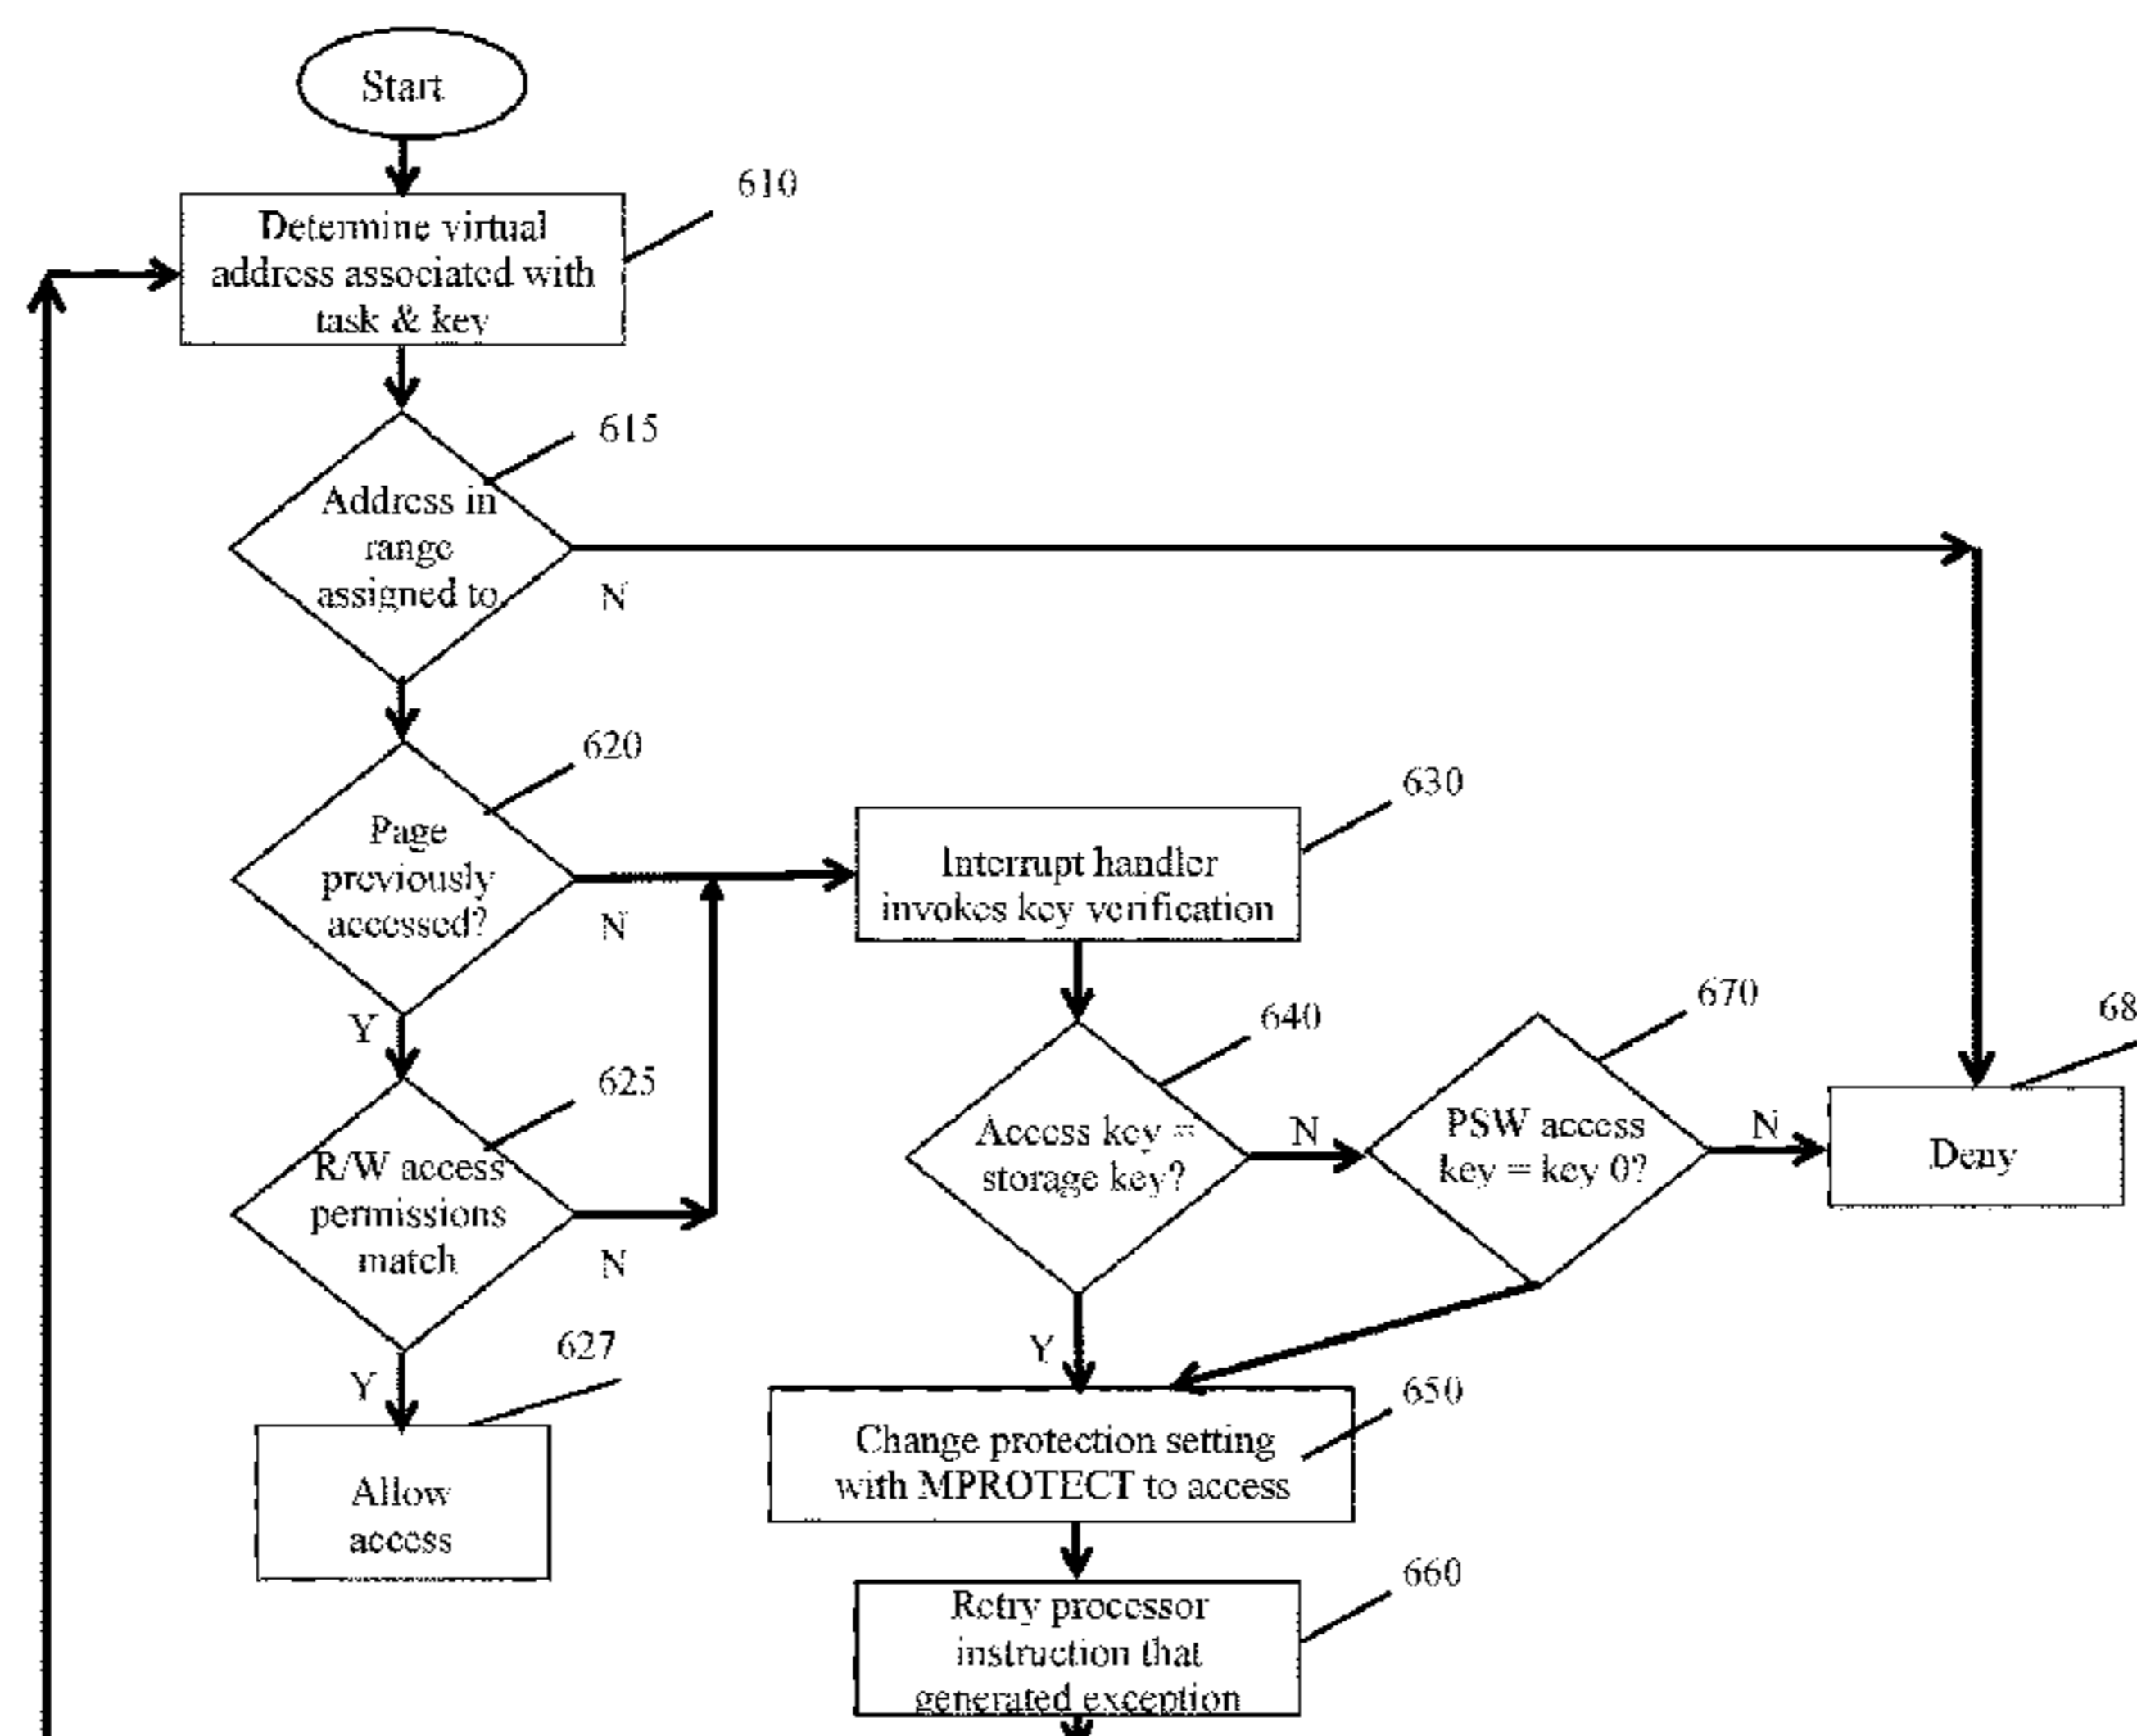 Start
610
Determine virtual
address associated with
task & key
615
Address in
range
assigned to
N
620
Page
previously
accessed?
N
Y
630
Interrupt handler
invokes key verification
625
R/W access
permissions
match
N
Y
640
Access key =
storage key?
N
Y
670
PSW access
key = key 0?
N
68
Deny
627
Allow
access
650
Change protection setting
with MPROTECT to access
660
Retry processor
instruction that
generated exception